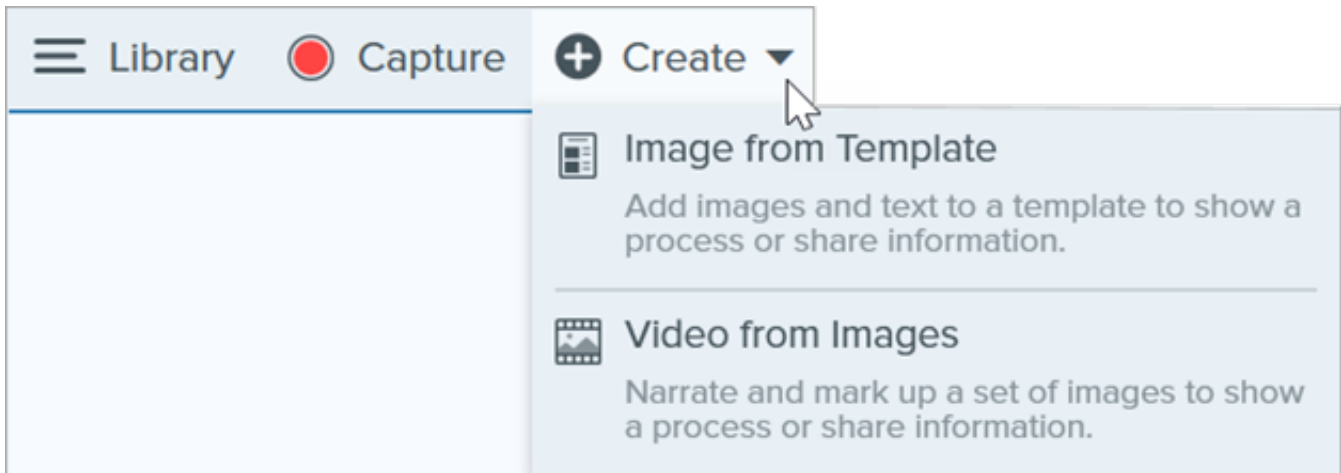 Library Capture Create
Image from Template
Add images and text to a template to show a
process or share information.
Video from Images
Narrate and mark up a set of images to show
a process or share information.